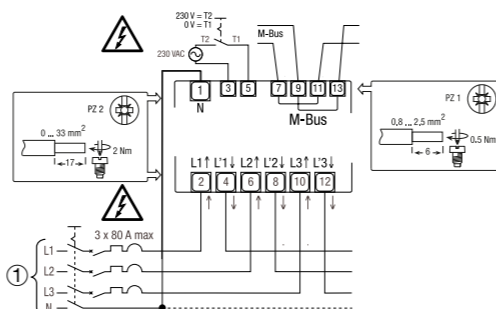 230 V = T2
0 V = T1
T2 T1
230 VAC
M-Bus
1 3 5 7 9 11 13
N
M-Bus
PZ 2
0 ... 33 mm²
2 Nm
17
PZ 1
0,8 ... 2,5 mm²
0.5 Nm
6
L1↑ L'1↓ L2↑ L'2↓ L3↑ L'3↓
2 4 6 8 10 12
3 x 80 A max
1
L1
L2
L3
N